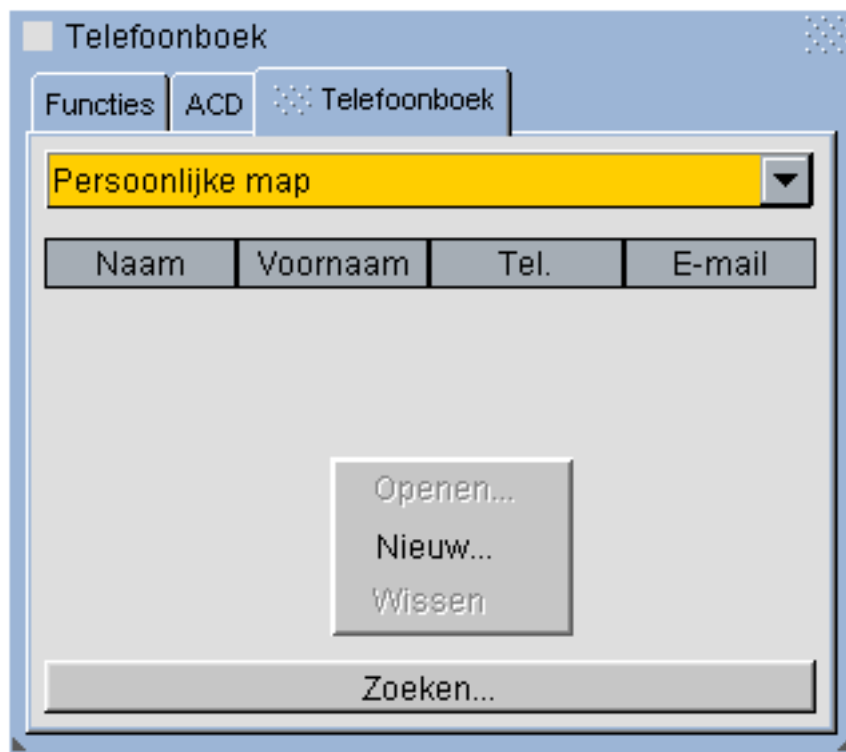 Telefoonboek
Functies ACD Telefoonboek
Persoonlijke map
Naam Voornaam Tel. E-mail
Openen...
Nieuw...
Wissen
Zoeken...